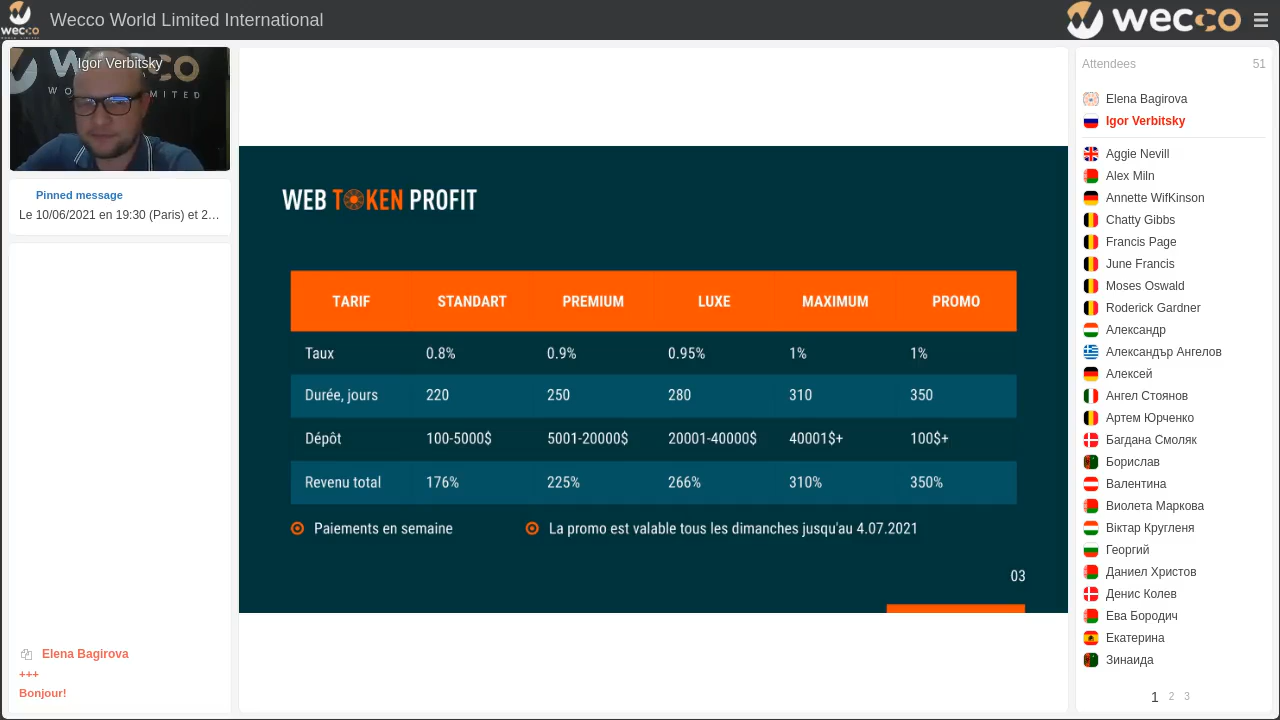 wecco
Wecco World Limited International
wecco
Igor Verbitsky
wecco
WORLD LIMITED
Pinned message
Le 10/06/2021 en 19:30 (Paris) et 2…
Elena Bagirova
+++
Bonjour!
WEB TOKEN PROFIT
TARIF STANDART PREMIUM LUXE MAXIMUM PROMO
Taux 0.8% 0.9% 0.95% 1% 1%
Durée, jours 220 250 280 310 350
Dépôt 100-5000$ 5001-20000$ 20001-40000$ 40001$+ 100$+
Revenu total 176% 225% 266% 310% 350%
Paiements en semaine La promo est valable tous les dimanches jusqu'au 4.07.2021
03
Attendees 51
Elena Bagirova
Igor Verbitsky
Aggie Nevill
Alex Miln
Annette WifKinson
Chatty Gibbs
Francis Page
June Francis
Moses Oswald
Roderick Gardner
Александр
Александър Ангелов
Алексей
Ангел Стоянов
Артем Юрченко
Багдана Смоляк
Борислав
Валентина
Виолета Маркова
Віктар Кругленя
Георгий
Даниел Христов
Денис Колев
Ева Бородич
Екатерина
Зинаида
1 2 3